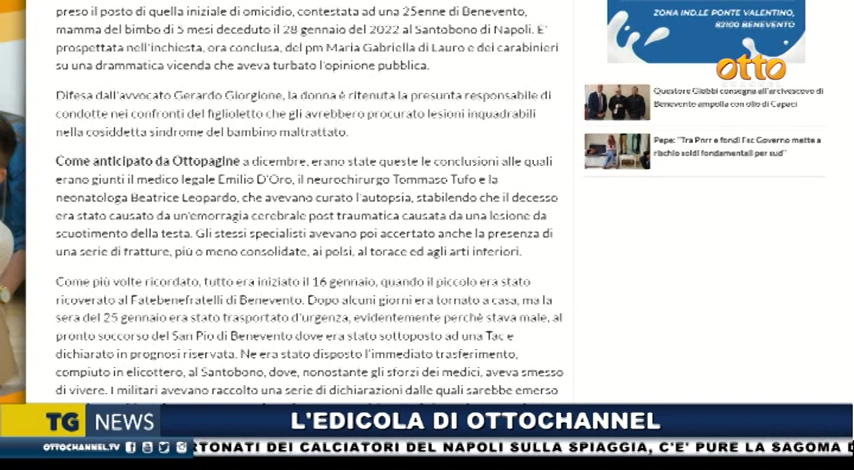 preso il posto di quella iniziale di omicidio, contestata ad una 25enne di Benevento,
mamma del bimbo di 5 mesi deceduto il 28 gennaio del 2022 al Santobono di Napoli. E'
prospettata nell'inchiesta, ora conclusa, del pm Maria Gabriella di Lauro e dei carabinieri
su una drammatica vicenda che aveva turbato l'opinione pubblica.
Difesa dall'avvocato Gerardo Giorgione, la donna è ritenuta la presunta responsabile di
condotte nei confronti del figlioletto che gli avrebbero procurato lesioni inquadrabili
nella cosiddetta sindrome del bambino maltrattato.
Come anticipato da Ottopagine a dicembre, erano state queste le conclusioni alle quali
erano giunti il medico legale Emilio D'Oro, il neurochirurgo Tommaso Tufo e la
neonatologa Beatrice Leopardo, che avevano curato l'autopsia, stabilendo che il decesso
era stato causato da un'emorragia cerebrale post traumatica causata da una lesione da
scuotimento della testa. Gli stessi specialisti avevano poi accertato anche la presenza di
una serie di fratture, più o meno consolidate, ai polsi, al torace ed agli arti inferiori.
Come più volte ricordato, tutto era iniziato il 16 gennaio, quando il piccolo era stato
ricoverato al Fatebenefratelli di Benevento. Dopo alcuni giorni era tornato a casa, ma la
sera del 25 gennaio era stato trasportato d'urgenza, evidentemente perchè stava male, al
pronto soccorso del San Pio di Benevento dove era stato sottoposto ad una Tac e
dichiarato in prognosi riservata. Ne era stato disposto l'immediato trasferimento,
compiuto in elicottero, al Santobono, dove, nonostante gli sforzi dei medici, aveva smesso
di vivere. I militari avevano raccolto una serie di dichiarazioni dalle quali sarebbe emerso
ZONA IND.LE PONTE VALENTINO,
82100 BENEVENTO
otto
Questore Giobbi consegna all'arcivescovo di
Benevento ampolla con olio di Capaci
Pepe: "Tra Pnrr e fondi Fsc Governo mette a
rischio soldi fondamentali per sud"
TG NEWS
L'EDICOLA DI OTTOCHANNEL
OTTOCHANNEL.TV
RTONATI DEI CALCIATORI DEL NAPOLI SULLA SPIAGGIA, C'E' PURE LA SAGOMA D